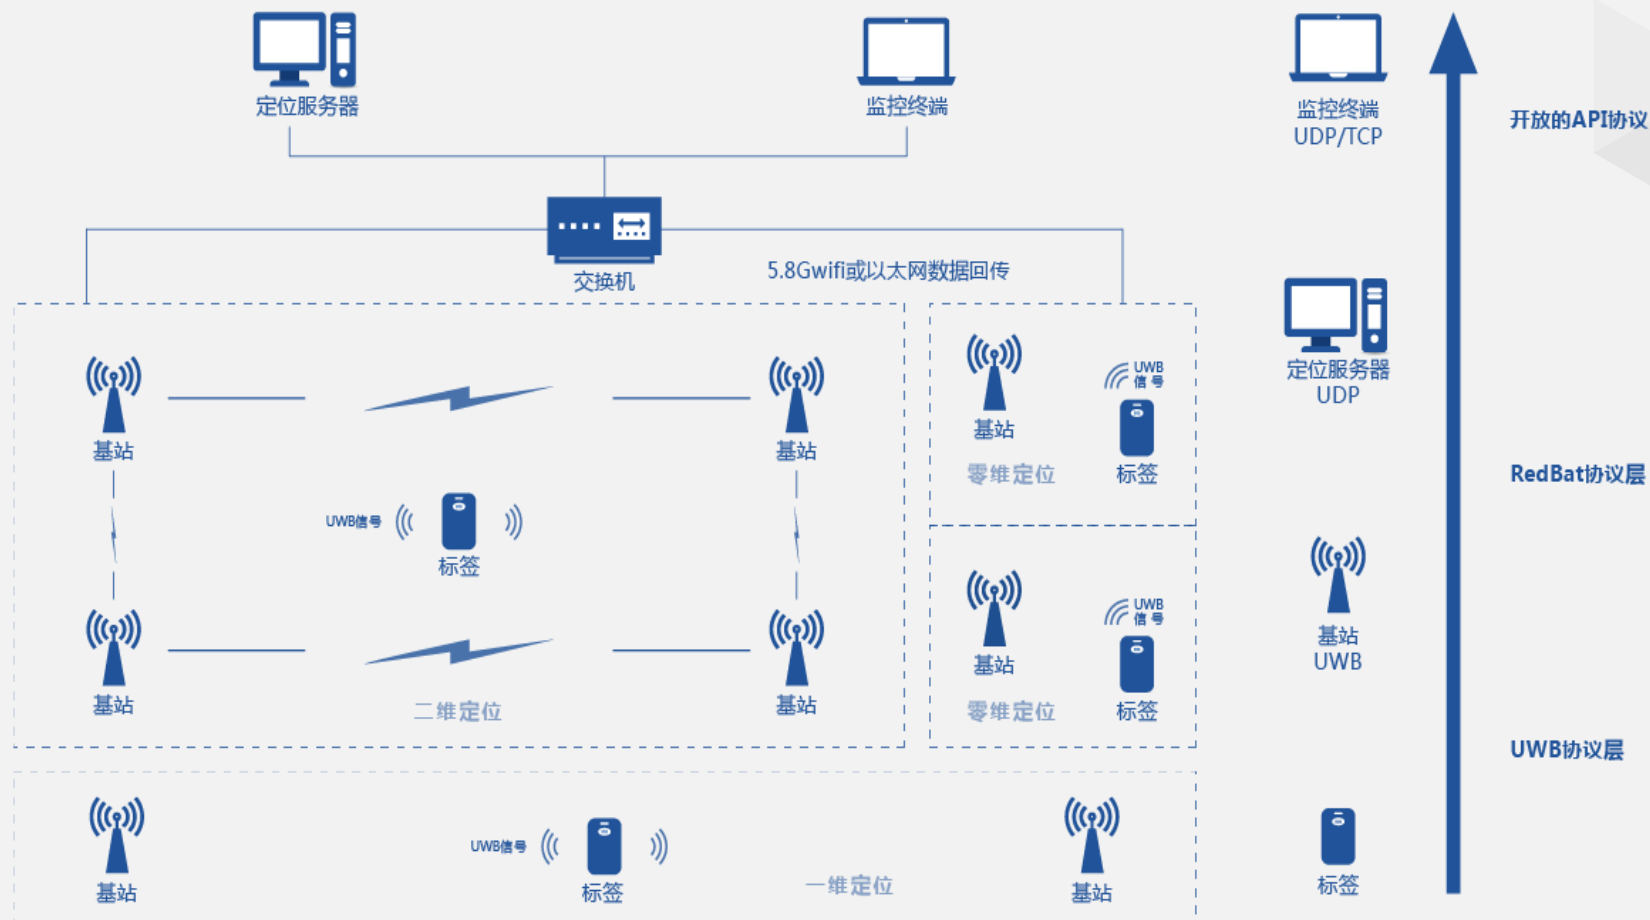 定位服务器
监控终端
监控终端
UDP/TCP
开放的API协议
交换机
5.8Gwifi或以太网数据回传
定位服务器
UDP
基站
基站
UWB
信号
基站
标签
零维定位
RedBat协议层
UWB信号
标签
UWB
信号
基站
标签
零维定位
基站
基站
二维定位
基站
UWB
UWB协议层
基站
UWB信号
标签
一维定位
基站
标签